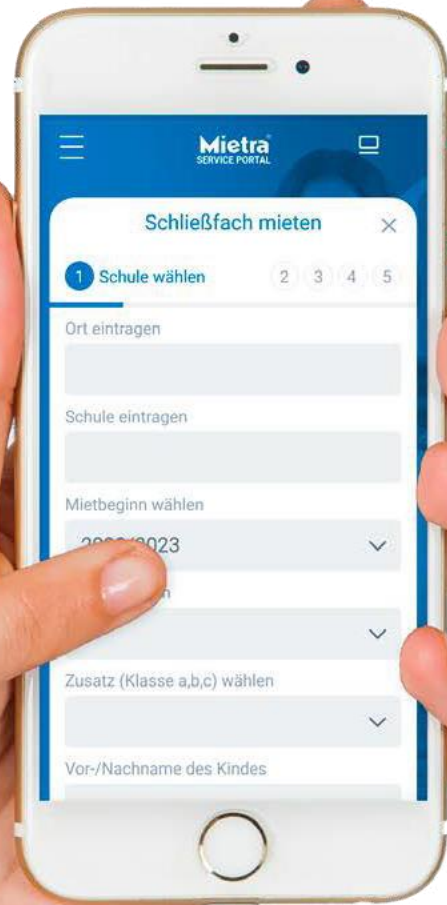 Mietra
SERVICE PORTAL
Schließfach mieten
1 Schule wählen 2 3 4 5
Ort eintragen
Schule eintragen
Mietbeginn wählen
/2023
Zusatz (Klasse a,b,c) wählen
Vor-/Nachname des Kindes